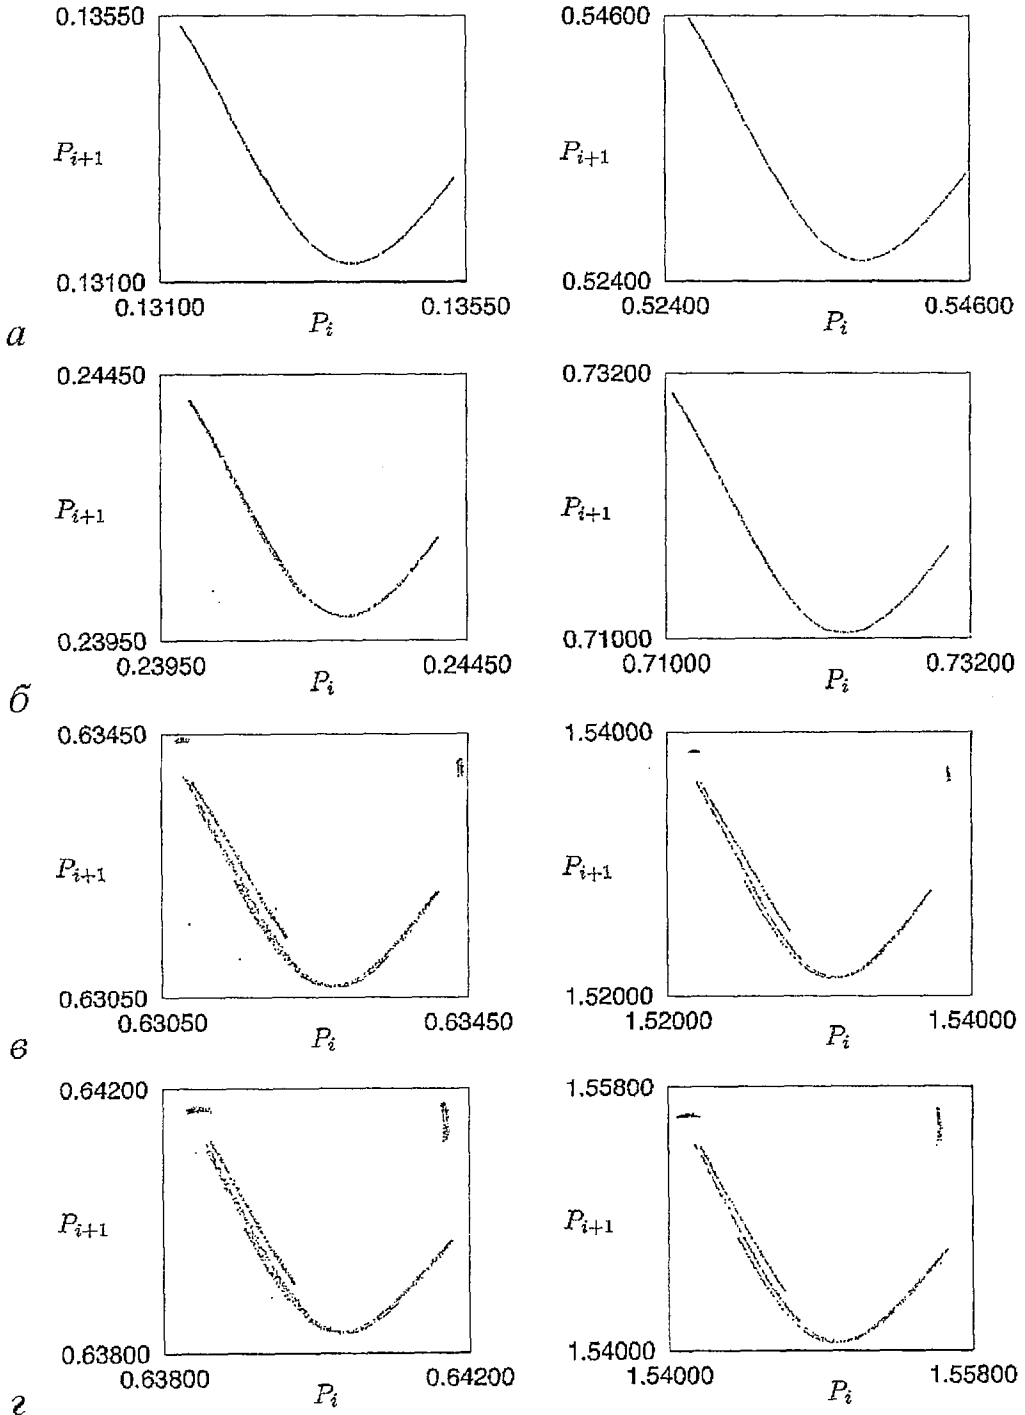 0.13550 0.54600
P_{i+1} P_{i+1}
0.13100 0.52400
0.13100 0.13550 0.52400 0.54600
P_i P_i
а
0.24450 0.73200
P_{i+1} P_{i+1}
0.23950 0.71000
0.23950 0.24450 0.71000 0.73200
P_i P_i
б
0.63450 1.54000
P_{i+1} P_{i+1}
0.63050 1.52000
0.63050 0.63450 1.52000 1.54000
P_i P_i
в
0.64200 1.55800
P_{i+1} P_{i+1}
0.63800 1.54000
0.63800 0.64200 1.54000 1.55800
P_i P_i
г